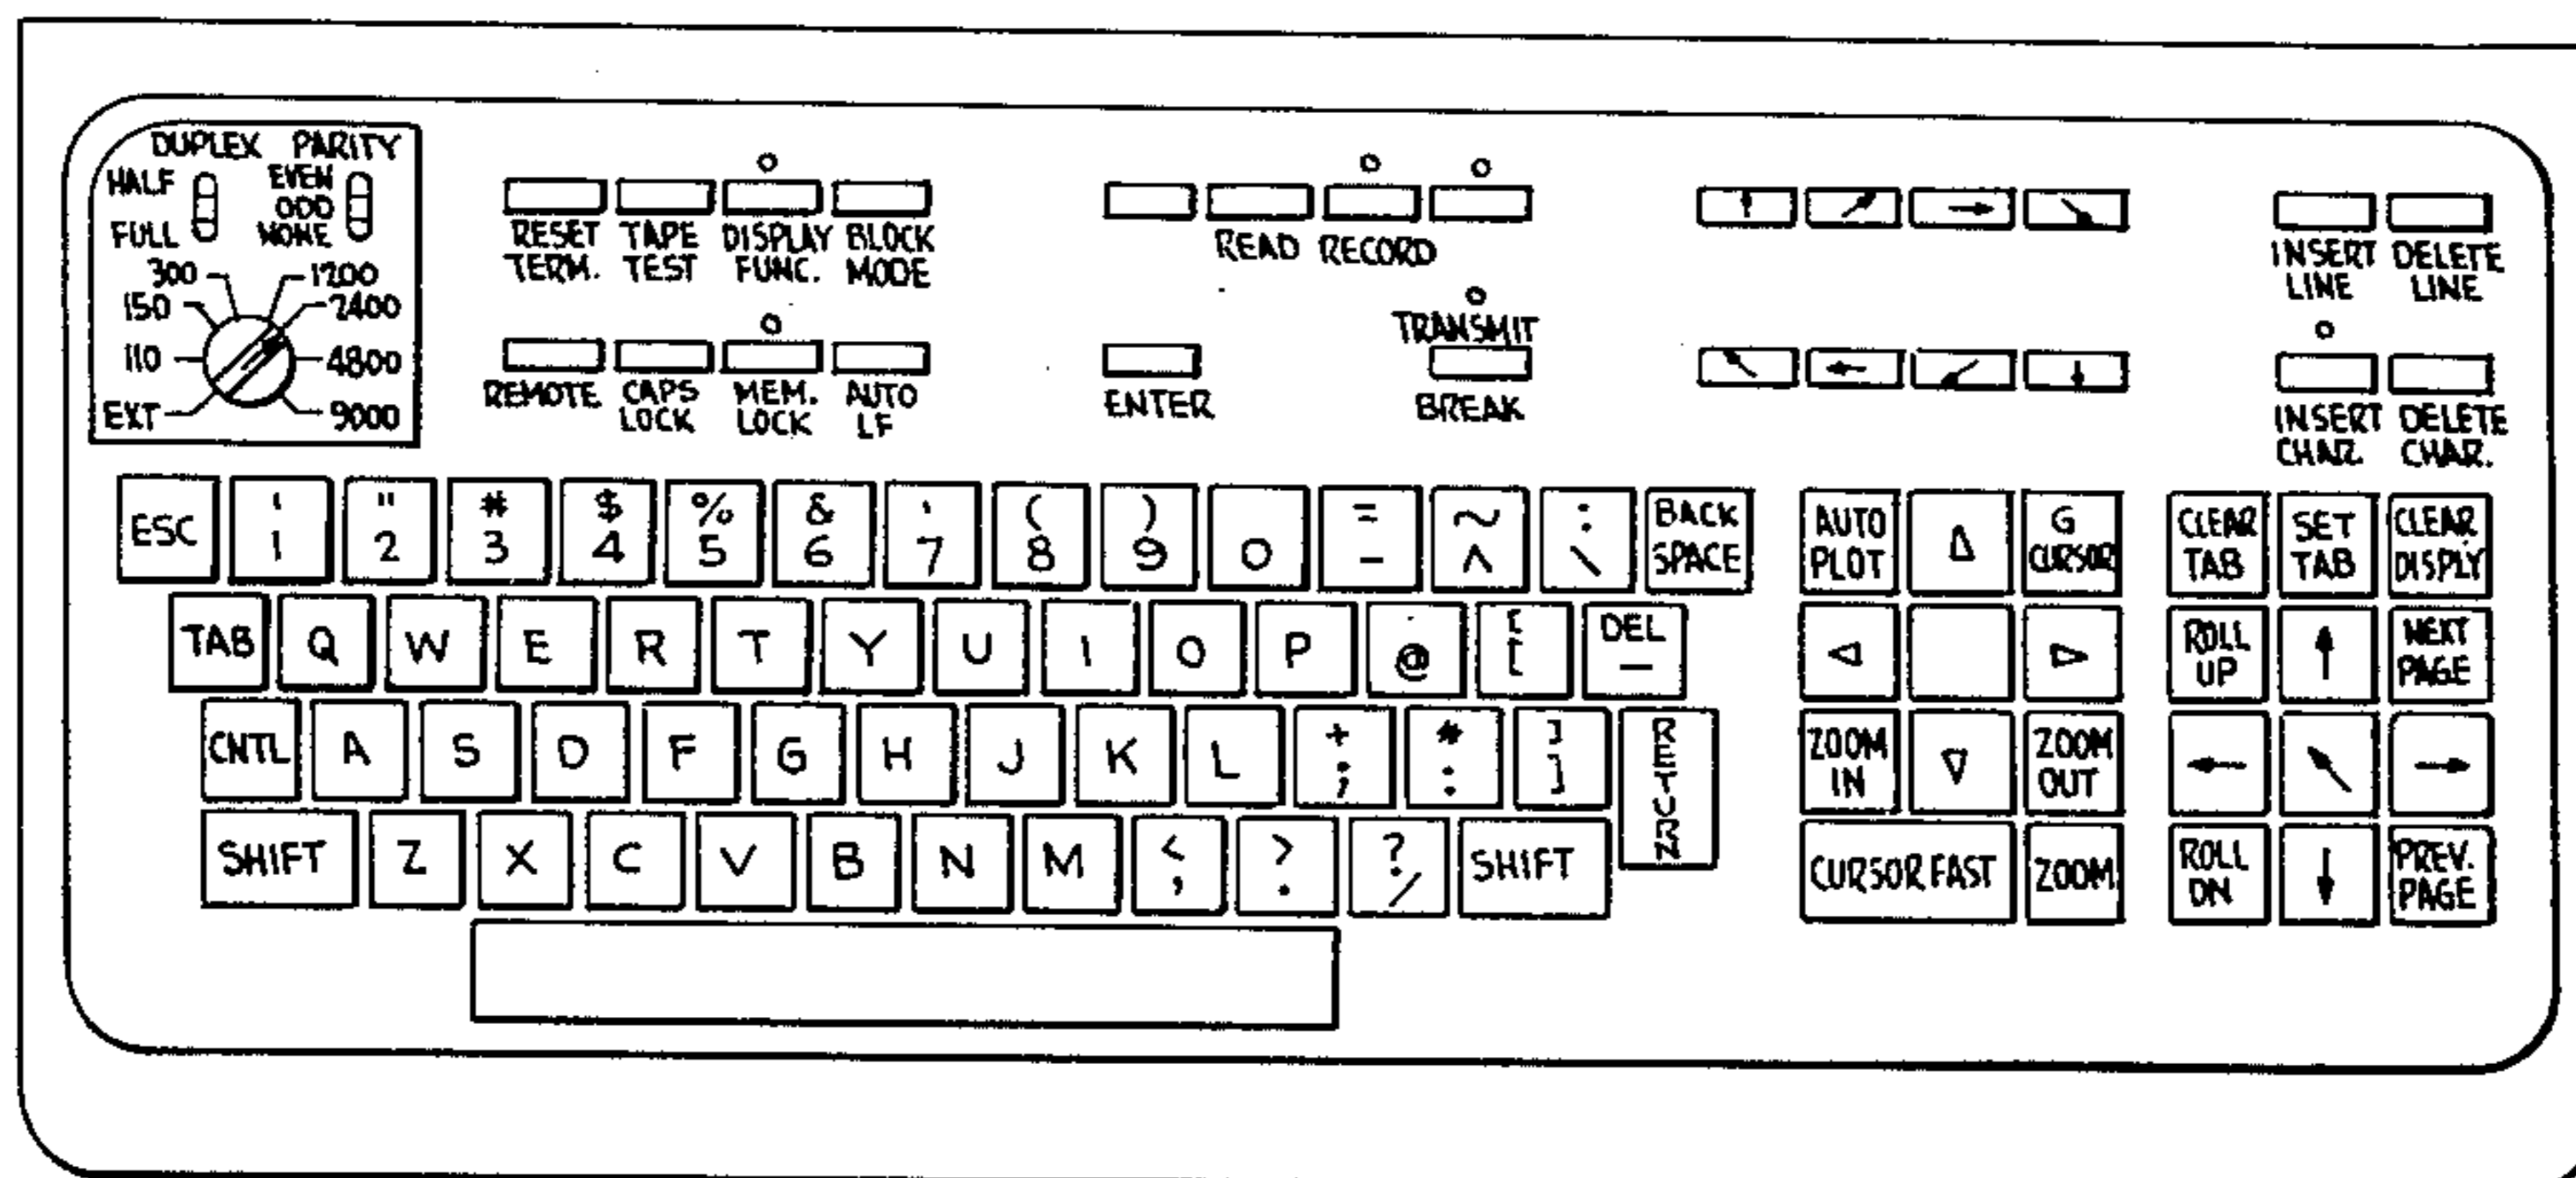 DUPLEX PARITY
HALF EVEN
ODD
FULL NONE
300 1200
150 2400
110 4800
EXT 9000
RESET TERM.
TAPE TEST
DISPLAY FUNC.
BLOCK MODE
READ RECORD
INSERT LINE
DELETE LINE
TRANSMIT
REMOTE
CAPS LOCK
MEM. LOCK
AUTO LF
ENTER
BREAK
INSERT CHAR.
DELETE CHAR.
ESC ' 1 " 2 # 3 $ 4 % 5 & 6 ' 7 ( 8 ) 9 0 = - ~ ^ : \ BACK SPACE
TAB Q W E R T Y U I O P @ [ [ DEL —
CNTL A S D F G H J K L + ; * : ] ] RETURN
SHIFT Z X C V B N M < , > . ? / SHIFT
AUTO PLOT G CURSOR
ZOOM IN ZOOM OUT
CURSOR FAST ZOOM
CLEAR TAB SET TAB CLEAR DISPLY
ROLL UP NEXT PAGE
ROLL DN PREV. PAGE